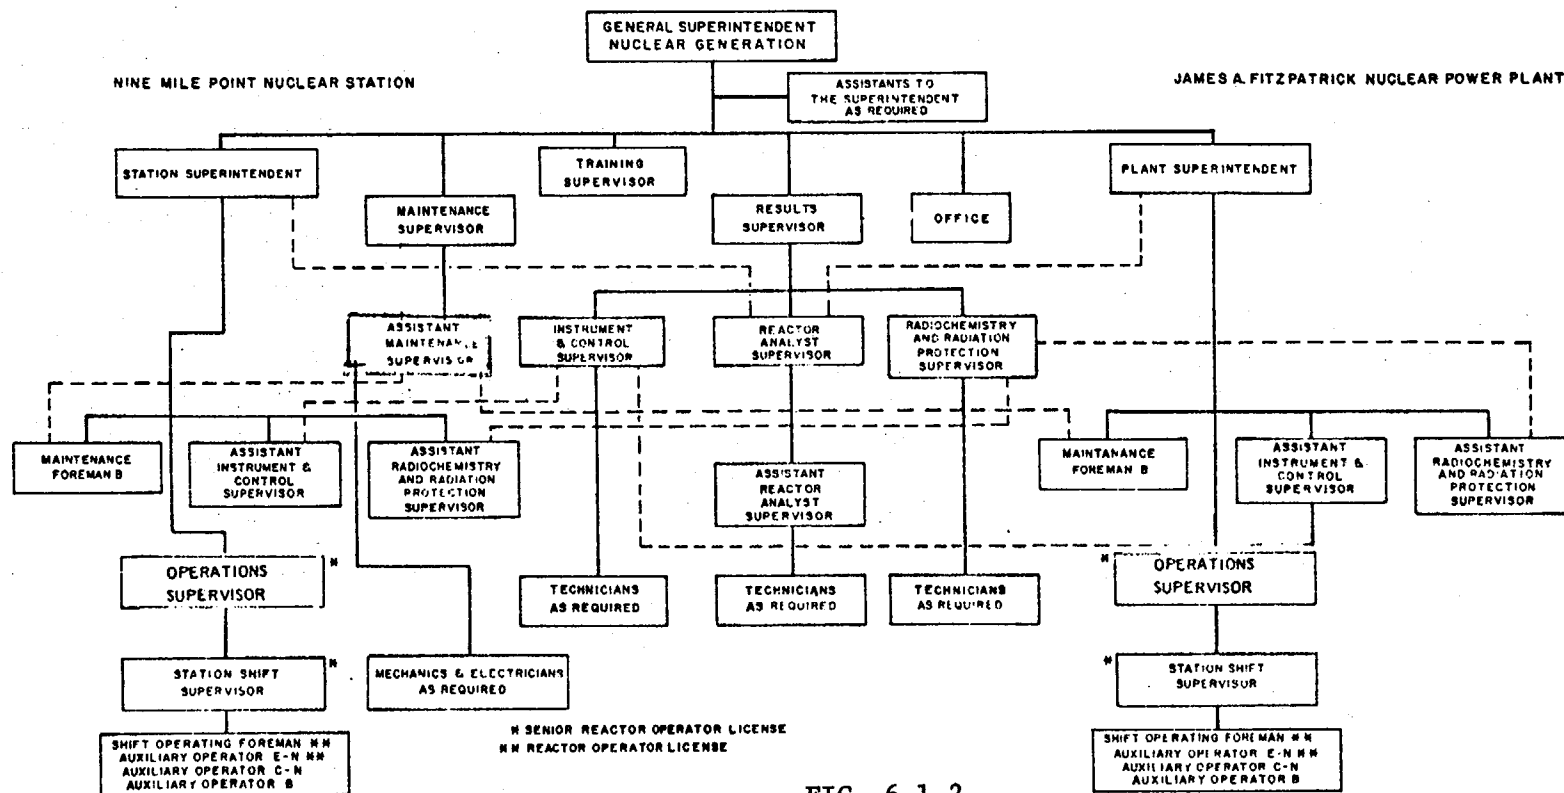 GENERAL SUPERINTENDENT
NUCLEAR GENERATION
NINE MILE POINT NUCLEAR STATION
ASSISTANTS TO
THE SUPERINTENDENT
AS REQUIRED
JAMES A. FITZPATRICK NUCLEAR POWER PLANT
STATION SUPERINTENDENT
TRAINING
SUPERVISOR
PLANT SUPERINTENDENT
MAINTENANCE
SUPERVISOR
RESULTS
SUPERVISOR
OFFICE
ASSISTANT
MAINTENANCE
SUPERVISOR
INSTRUMENT
& CONTROL
SUPERVISOR
REACTOR
ANALYST
SUPERVISOR
RADIOCHEMISTRY
AND RADIATION
PROTECTION
SUPERVISOR
MAINTENANCE
FOREMAN B
ASSISTANT
INSTRUMENT &
CONTROL
SUPERVISOR
ASSISTANT
RADIOCHEMISTRY
AND RADIATION
PROTECTION
SUPERVISOR
ASSISTANT
REACTOR
ANALYST
SUPERVISOR
MAINTANANCE
FOREMAN B
ASSISTANT
INSTRUMENT &
CONTROL
SUPERVISOR
ASSISTANT
RADIOCHEMISTRY
AND RADIATION
PROTECTION
SUPERVISOR
OPERATIONS *
SUPERVISOR
TECHNICIANS
AS REQUIRED
TECHNICIANS
AS REQUIRED
TECHNICIANS
AS REQUIRED
* OPERATIONS
SUPERVISOR
STATION SHIFT *
SUPERVISOR
MECHANICS & ELECTRICIANS
AS REQUIRED
* STATION SHIFT
SUPERVISOR
* SENIOR REACTOR OPERATOR LICENSE
** REACTOR OPERATOR LICENSE
SHIFT OPERATING FOREMAN **
AUXILIARY OPERATOR E-N **
AUXILIARY OPERATOR C-N
AUXILIARY OPERATOR B
SHIFT OPERATING FOREMAN **
AUXILIARY OPERATOR E-N **
AUXILIARY OPERATOR C-N
AUXILIARY OPERATOR B
FIG. 6.1-2